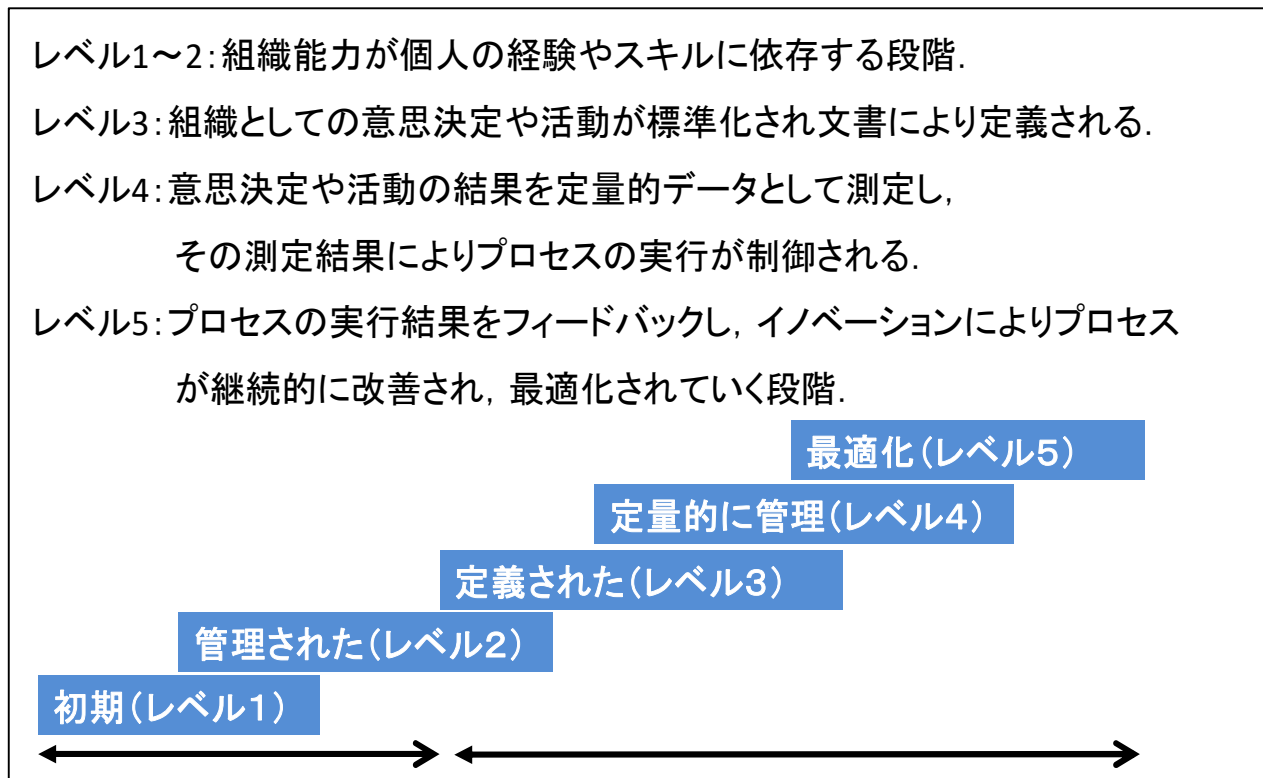 レベル1～2：組織能力が個人の経験やスキルに依存する段階．
レベル3：組織としての意思決定や活動が標準化され文書により定義される．
レベル4：意思決定や活動の結果を定量的データとして測定し，
その測定結果によりプロセスの実行が制御される．
レベル5：プロセスの実行結果をフィードバックし，イノベーションによりプロセス
が継続的に改善され，最適化されていく段階．
最適化（レベル５）
定量的に管理（レベル４）
定義された（レベル３）
管理された（レベル２）
初期（レベル１）